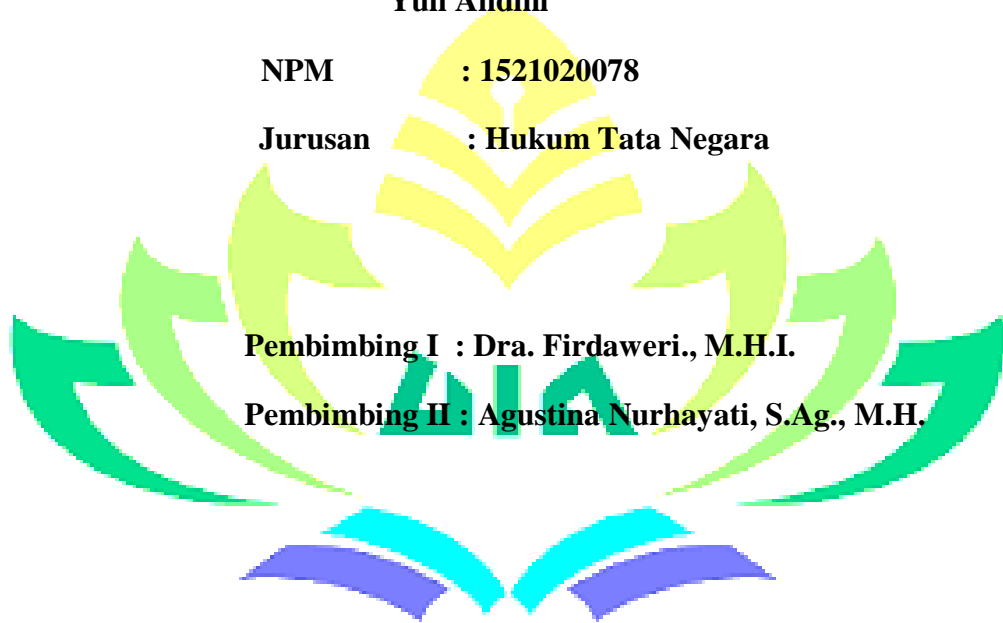 NPM : 1521020078
Jurusan : Hukum Tata Negara
Pembimbing I : Dra. Firdaweri., M.H.I.
Pembimbing II : Agustina Nurhayati, S.Ag., M.H.